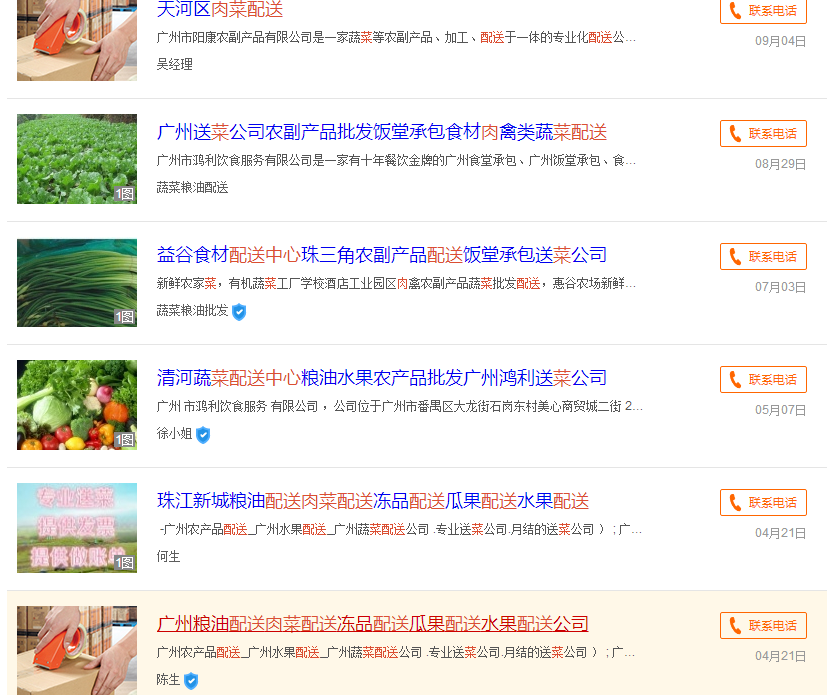 天河区肉菜配送
联系电话
广州市阳康农副产品有限公司是一家蔬菜等农副产品、加工、配送于一体的专业化配送公...
09月04日
吴经理
广州送菜公司农副产品批发饭堂承包食材肉禽类蔬菜配送
联系电话
广州市鸿利饮食服务有限公司是一家有十年餐饮金牌的广州食堂承包、广州饭堂承包、食...
08月29日
1图
蔬菜粮油配送
益谷食材配送中心珠三角农副产品配送饭堂承包送菜公司
联系电话
新鲜农家菜，有机蔬菜工厂学校酒店工业园区肉禽农副产品蔬菜批发配送，惠谷农场新鲜...
07月03日
1图
蔬菜粮油批发
清河蔬菜配送中心粮油水果农产品批发广州鸿利送菜公司
联系电话
广州 市鸿利饮食服务 有限公司 ，公司位于广州市番禺区大龙街石岗东村美心商贸城二街 2...
05月07日
1图
徐小姐
珠江新城粮油配送肉菜配送冻品配送瓜果配送水果配送
联系电话
专业送菜
提供发票
提供做账单
1图
-广州农产品配送_广州水果配送_广州蔬菜配送公司 .专业送菜公司.月结的送菜公司 ） ; 广...
04月21日
何生
广州粮油配送肉菜配送冻品配送瓜果配送水果配送公司
联系电话
广州农产品配送_广州水果配送_广州蔬菜配送公司 .专业送菜公司.月结的送菜公司 ） ; 广...
04月21日
陈生